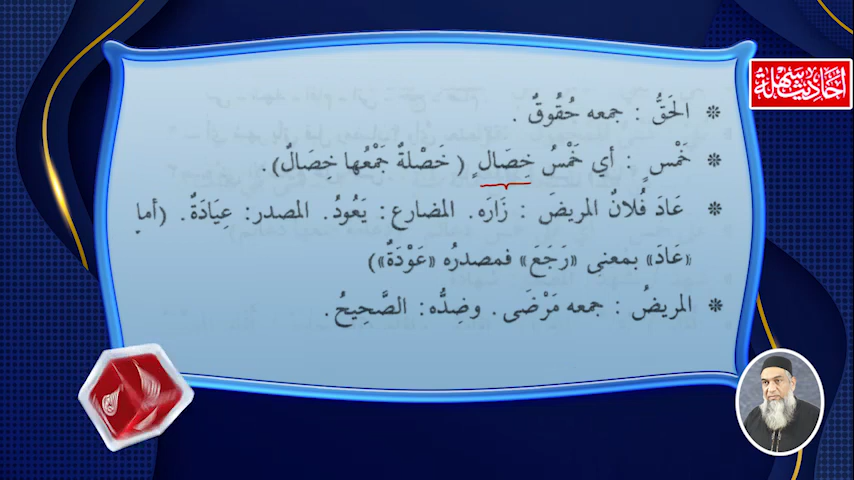 أحاديث سهلة
* الحَقُّ : جمعه حُقُوقٌ .
* خَمْسٍ : أي خَمْسُ خِصَالٍ ( خَصْلةٌ جَمْعُها خِصَالٌ).
* عَادَ فُلانٌ المريضَ : زَارَه. المضارع: يَعُودُ. المصدر: عِيَادَةٌ. (أما
«عَادَ» بمعنى «رَجَعَ» فمصدرُه «عَوْدَةٌ»)
* المريضُ : جمعه مَرْضَى. وضِدُّه: الصَّحِيحُ.